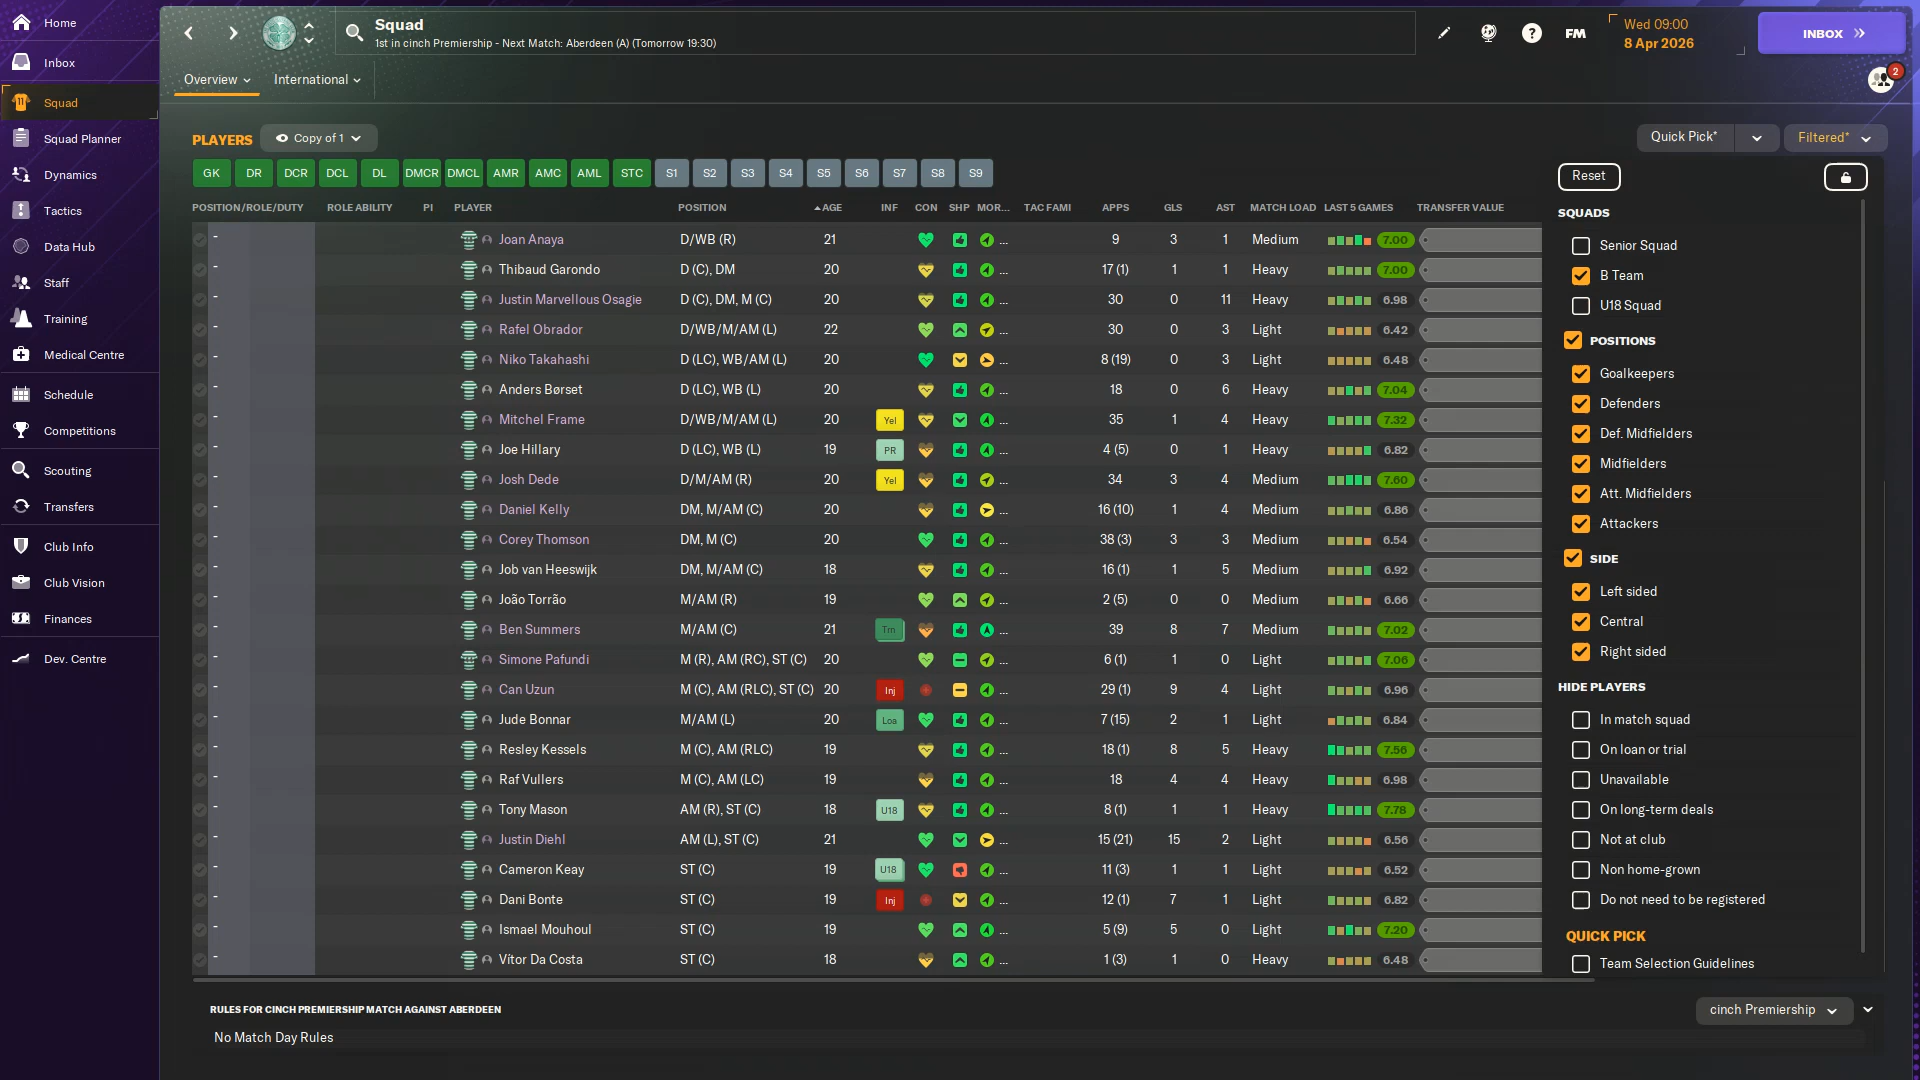 Home
Inbox
Squad
Squad Planner
Dynamics
Tactics
Data Hub
Staff
Training
Medical Centre
Schedule
Competitions
Scouting
Transfers
Club Info
Club Vision
Finances
Dev. Centre
Squad
1st in cinch Premiership - Next Match: Aberdeen (A) (Tomorrow 19:30)
FM
Wed 09:00
8 Apr 2026
INBOX
2
Overview International
PLAYERS Copy of 1 Quick Pick* Filtered*
GK DR DCR DCL DL DMCR DMCL AMR AMC AML STC S1 S2 S3 S4 S5 S6 S7 S8 S9
POSITION/ROLE/DUTY ROLE ABILITY PI PLAYER POSITION AGE INF CON SHP MOR... TAC FAMI APPS GLS AST MATCH LOAD LAST 5 GAMES TRANSFER VALUE
- Joan Anaya D/WB (R) 21 ... 9 3 1 Medium 7.00
- Thibaud Garondo D (C), DM 20 ... 17 (1) 1 1 Heavy 7.00
- Justin Marvellous Osagie D (C), DM, M (C) 20 ... 30 0 11 Heavy 6.98
- Rafel Obrador D/WB/M/AM (L) 22 ... 30 0 3 Light 6.42
- Niko Takahashi D (LC), WB/AM (L) 20 ... 8 (19) 0 3 Light 6.48
- Anders Børset D (LC), WB (L) 20 ... 18 0 6 Heavy 7.04
- Mitchel Frame D/WB/M/AM (L) 20 Yel ... 35 1 4 Heavy 7.32
- Joe Hillary D (LC), WB (L) 19 PR ... 4 (5) 0 1 Heavy 6.82
- Josh Dede D/M/AM (R) 20 Yel ... 34 3 4 Medium 7.60
- Daniel Kelly DM, M/AM (C) 20 ... 16 (10) 1 4 Medium 6.86
- Corey Thomson DM, M (C) 20 ... 38 (3) 3 3 Medium 6.54
- Job van Heeswijk DM, M/AM (C) 18 ... 16 (1) 1 5 Medium 6.92
- João Torrão M/AM (R) 19 ... 2 (5) 0 0 Medium 6.66
- Ben Summers M/AM (C) 21 Trn ... 39 8 7 Medium 7.02
- Simone Pafundi M (R), AM (RC), ST (C) 20 ... 6 (1) 1 0 Light 7.06
- Can Uzun M (C), AM (RLC), ST (C) 20 Inj ... 29 (1) 9 4 Light 6.96
- Jude Bonnar M/AM (L) 20 Loa ... 7 (15) 2 1 Light 6.84
- Resley Kessels M (C), AM (RLC) 19 ... 18 (1) 8 5 Heavy 7.56
- Raf Vullers M (C), AM (LC) 19 ... 18 4 4 Heavy 6.98
- Tony Mason AM (R), ST (C) 18 U18 ... 8 (1) 1 1 Heavy 7.78
- Justin Diehl AM (L), ST (C) 21 ... 15 (21) 15 2 Light 6.56
- Cameron Keay ST (C) 19 U18 ... 11 (3) 1 1 Light 6.52
- Dani Bonte ST (C) 19 Inj ... 12 (1) 7 1 Light 6.82
- Ismael Mouhoul ST (C) 19 ... 5 (9) 5 0 Light 7.20
- Vítor Da Costa ST (C) 18 ... 1 (3) 1 0 Heavy 6.48
Reset
SQUADS
Senior Squad
B Team
U18 Squad
POSITIONS
Goalkeepers
Defenders
Def. Midfielders
Midfielders
Att. Midfielders
Attackers
SIDE
Left sided
Central
Right sided
HIDE PLAYERS
In match squad
On loan or trial
Unavailable
On long-term deals
Not at club
Non home-grown
Do not need to be registered
QUICK PICK
Team Selection Guidelines
RULES FOR CINCH PREMIERSHIP MATCH AGAINST ABERDEEN
cinch Premiership
No Match Day Rules